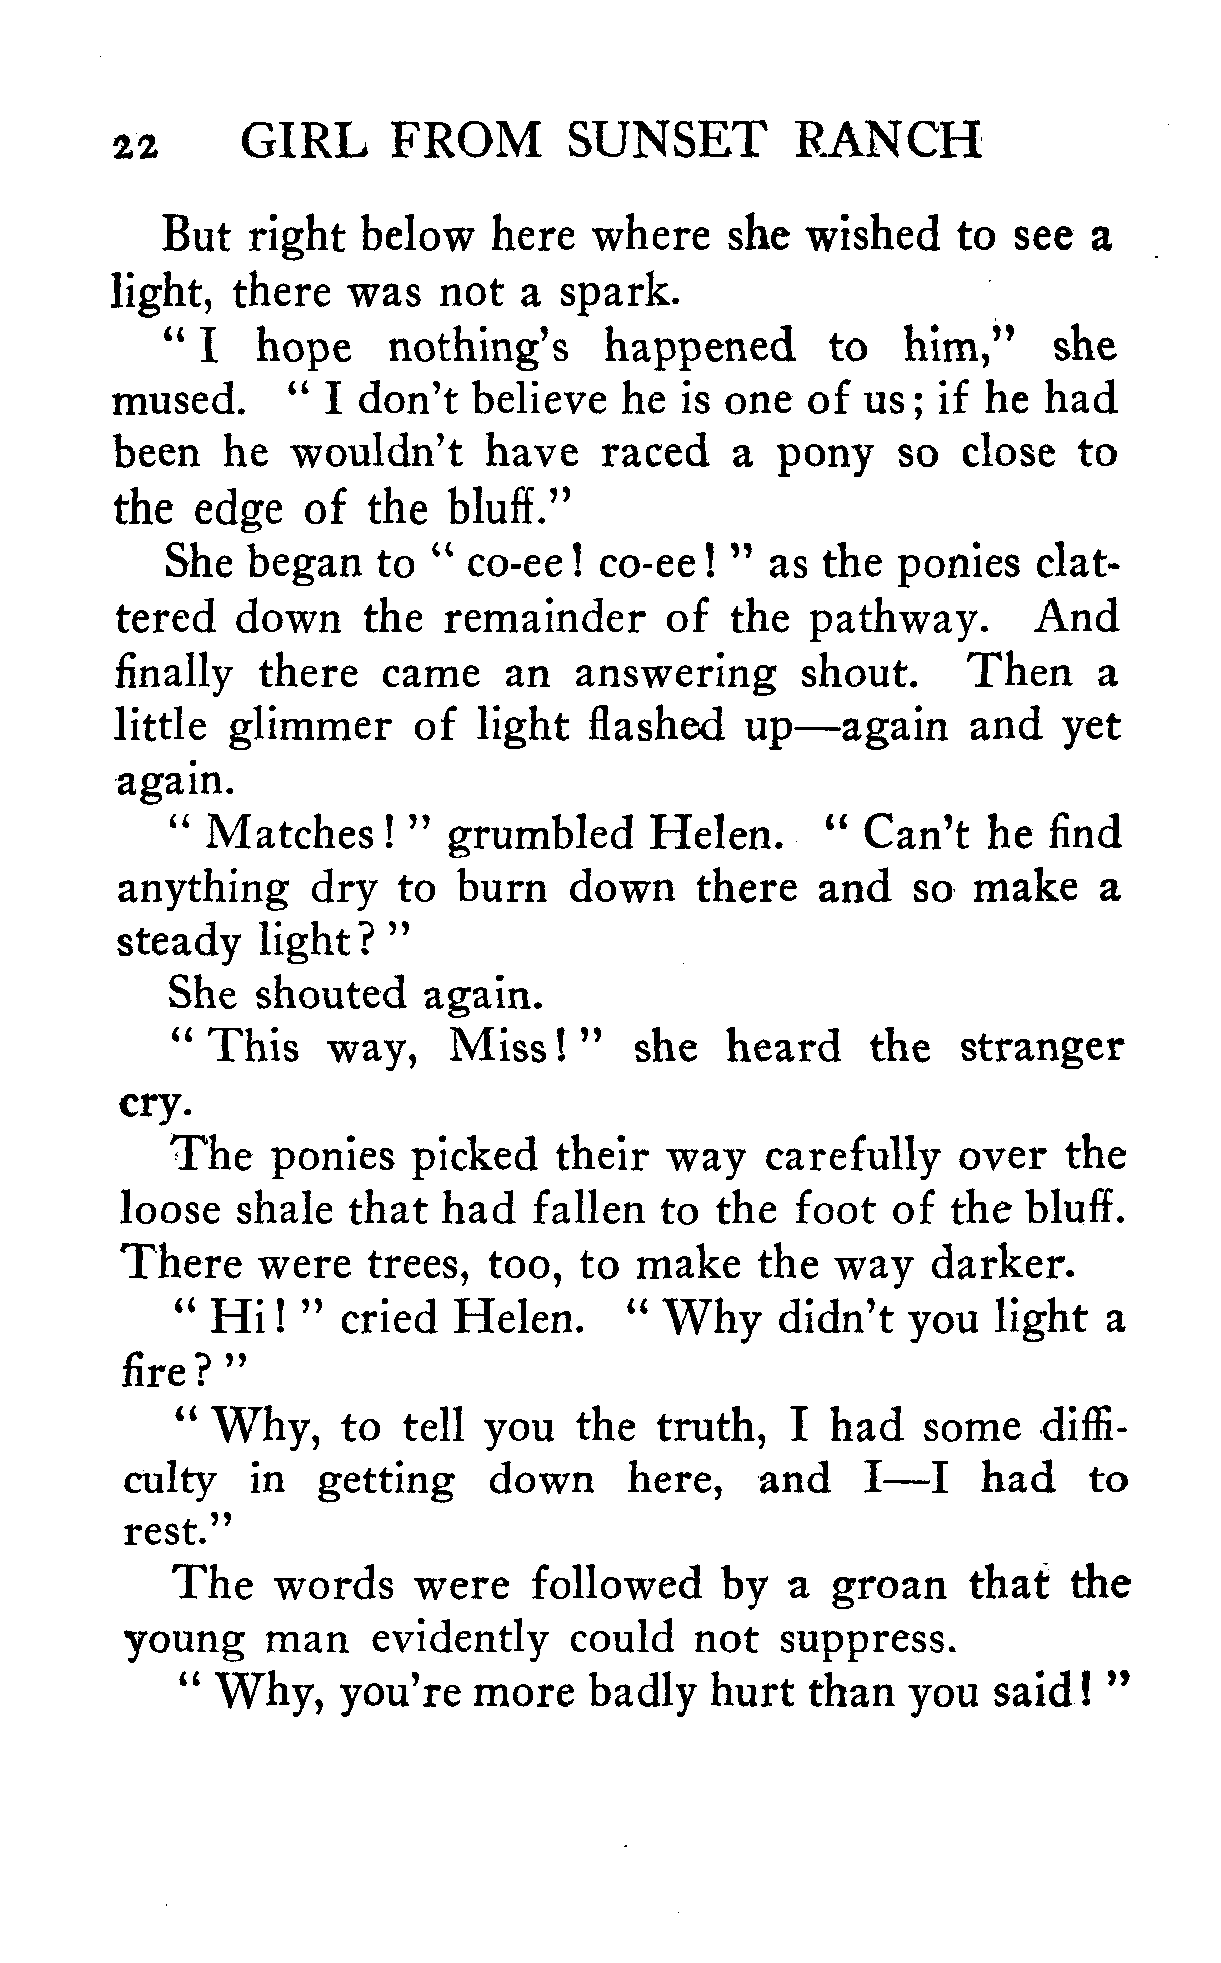 22 GIRL FROM SUNSET RANCH
But right below here where she wished to see a
light, there was not a spark.
" I hope nothing's happened to him," she
mused. " I don't believe he is one of us; if he had
been he wouldn't have raced a pony so close to
the edge of the bluff."
She began to " co-ee! co-ee! " as the ponies clat-
tered down the remainder of the pathway. And
finally there came an answering shout. Then a
little glimmer of light flashed up—again and yet
again.
" Matches! " grumbled Helen. " Can't he find
anything dry to burn down there and so make a
steady light? "
She shouted again.
" This way, Miss! " she heard the stranger
cry.
The ponies picked their way carefully over the
loose shale that had fallen to the foot of the bluff.
There were trees, too, to make the way darker.
" Hi! " cried Helen. " Why didn't you light a
fire? "
" Why, to tell you the truth, I had some diffi-
culty in getting down here, and I—I had to
rest."
The words were followed by a groan that the
young man evidently could not suppress.
" Why, you're more badly hurt than you said! "